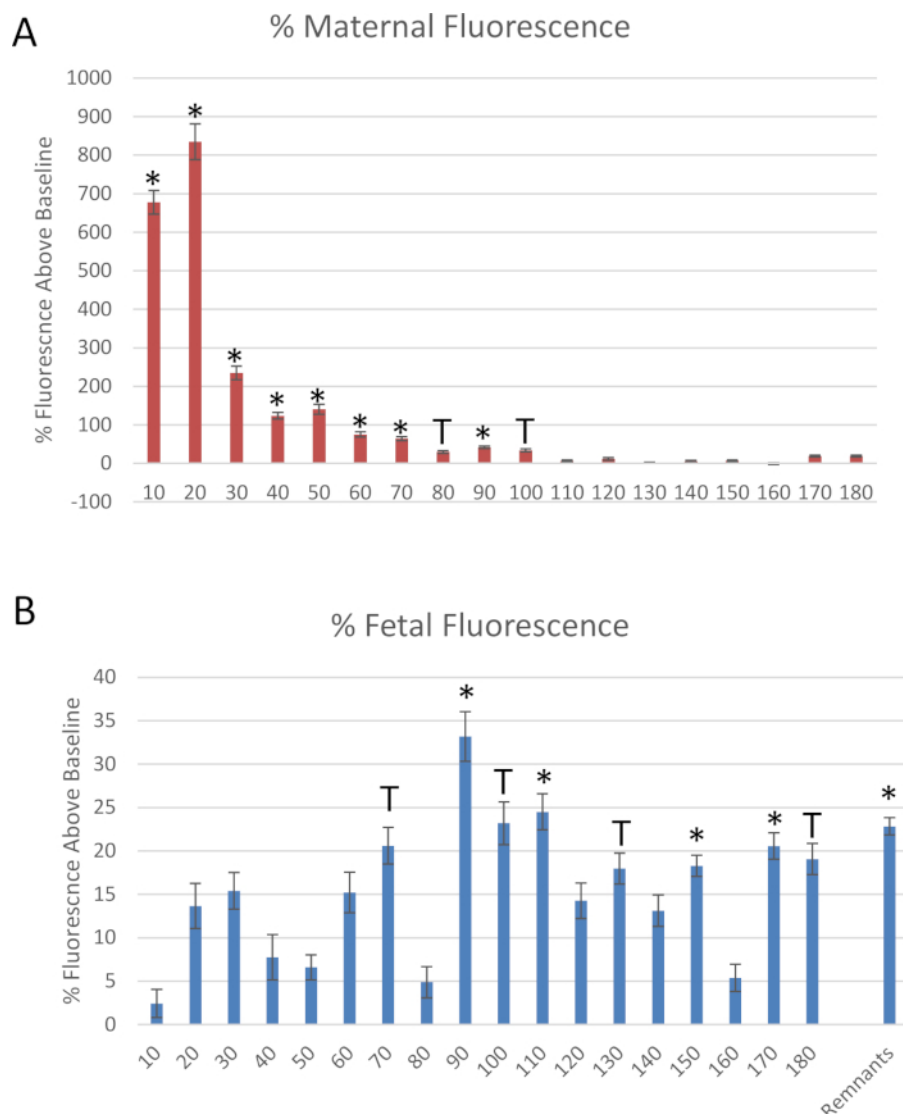 A
% Maternal Fluorescence
% Fluorescnce Above Baseline
1000
900
800
700
600
500
400
300
200
100
0
-100
* * * * * * * T * T
10 20 30 40 50 60 70 80 90 100 110 120 130 140 150 160 170 180
B
% Fetal Fluorescence
% Fluorescnce Above Baseline
40
35
30
25
20
15
10
5
0
T * T * T * * T *
10 20 30 40 50 60 70 80 90 100 110 120 130 140 150 160 170 180 Remnants